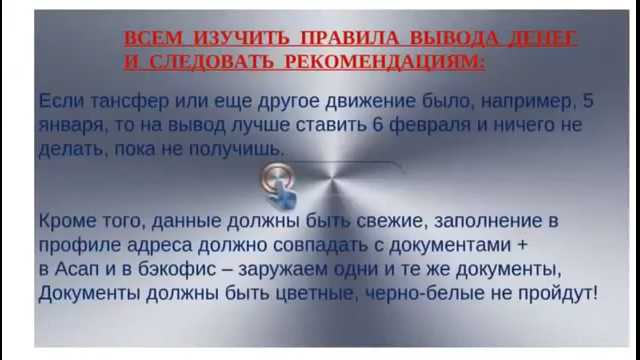 ВСЕМ ИЗУЧИТЬ ПРАВИЛА ВЫВОДА ДЕНЕГ
И СЛЕДОВАТЬ РЕКОМЕНДАЦИЯМ:
Если тансфер или еще другое движение было, например, 5
января, то на вывод лучше ставить 6 февраля и ничего не
делать, пока не получишь.
Кроме того, данные должны быть свежие, заполнение в
профиле адреса должно совпадать с документами +
в Асап и в бэкофис – заружаем одни и те же документы,
Документы должны быть цветные, черно-белые не пройдут!